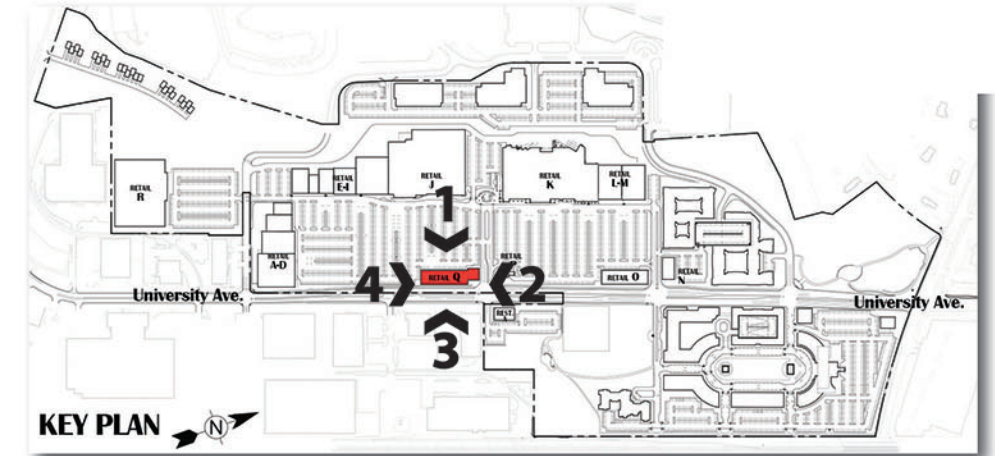 RETAIL
R
RETAIL
E-I
RETAIL
J
RETAIL
K
RETAIL
L-M
1
RETAIL
A-D
4
RETAIL Q
2
RETAIL
RETAIL O
RETAIL
N
University Ave.
University Ave.
REST.
3
KEY PLAN
N